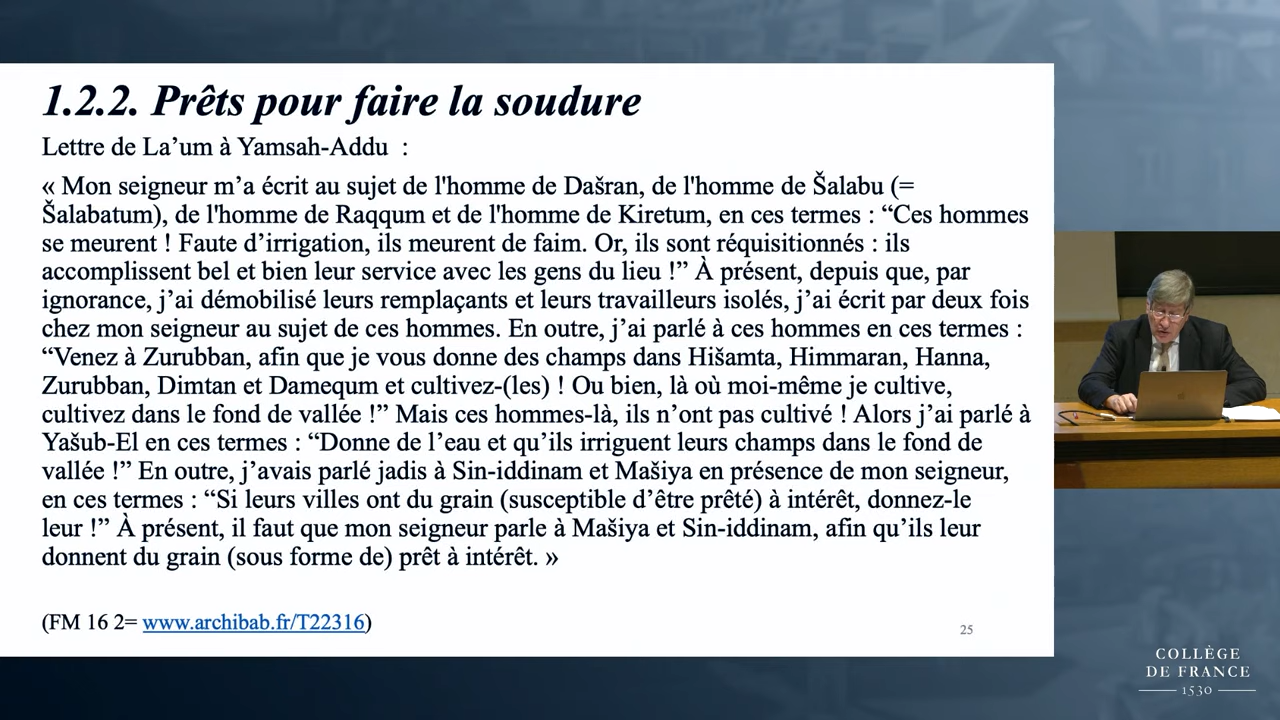 1.2.2. Prêts pour faire la soudure
Lettre de La’um à Yamsah-Addu :
« Mon seigneur m’a écrit au sujet de l'homme de Dašran, de l'homme de Šalabu (=
Šalabatum), de l'homme de Raqqum et de l'homme de Kiretum, en ces termes : “Ces hommes
se meurent ! Faute d’irrigation, ils meurent de faim. Or, ils sont réquisitionnés : ils
accomplissent bel et bien leur service avec les gens du lieu !” À présent, depuis que, par
ignorance, j’ai démobilisé leurs remplaçants et leurs travailleurs isolés, j’ai écrit par deux fois
chez mon seigneur au sujet de ces hommes. En outre, j’ai parlé à ces hommes en ces termes :
“Venez à Zurubban, afin que je vous donne des champs dans Hišamta, Himmaran, Hanna,
Zurubban, Dimtan et Damequm et cultivez-(les) ! Ou bien, là où moi-même je cultive,
cultivez dans le fond de vallée !” Mais ces hommes-là, ils n’ont pas cultivé ! Alors j’ai parlé à
Yašub-El en ces termes : “Donne de l’eau et qu’ils irriguent leurs champs dans le fond de
vallée !” En outre, j’avais parlé jadis à Sin-iddinam et Mašiya en présence de mon seigneur,
en ces termes : “Si leurs villes ont du grain (susceptible d’être prêté) à intérêt, donnez-le
leur !” À présent, il faut que mon seigneur parle à Mašiya et Sin-iddinam, afin qu’ils leur
donnent du grain (sous forme de) prêt à intérêt. »
(FM 16 2= www.archibab.fr/T22316)
25
COLLÈGE
DE FRANCE
1530